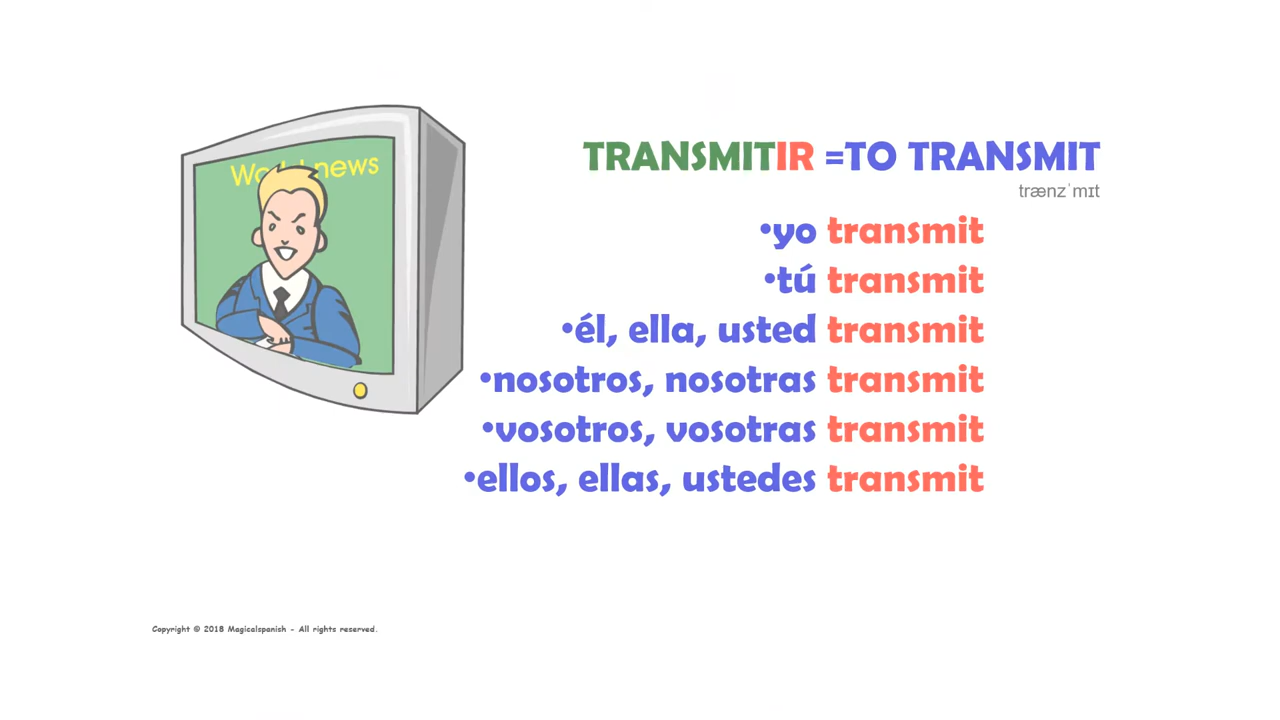 World news
TRANSMITIR =TO TRANSMIT
trænzˈmɪt
•yo transmit
•tú transmit
•él, ella, usted transmit
•nosotros, nosotras transmit
•vosotros, vosotras transmit
•ellos, ellas, ustedes transmit
Copyright © 2018 Magicalspanish - All rights reserved.